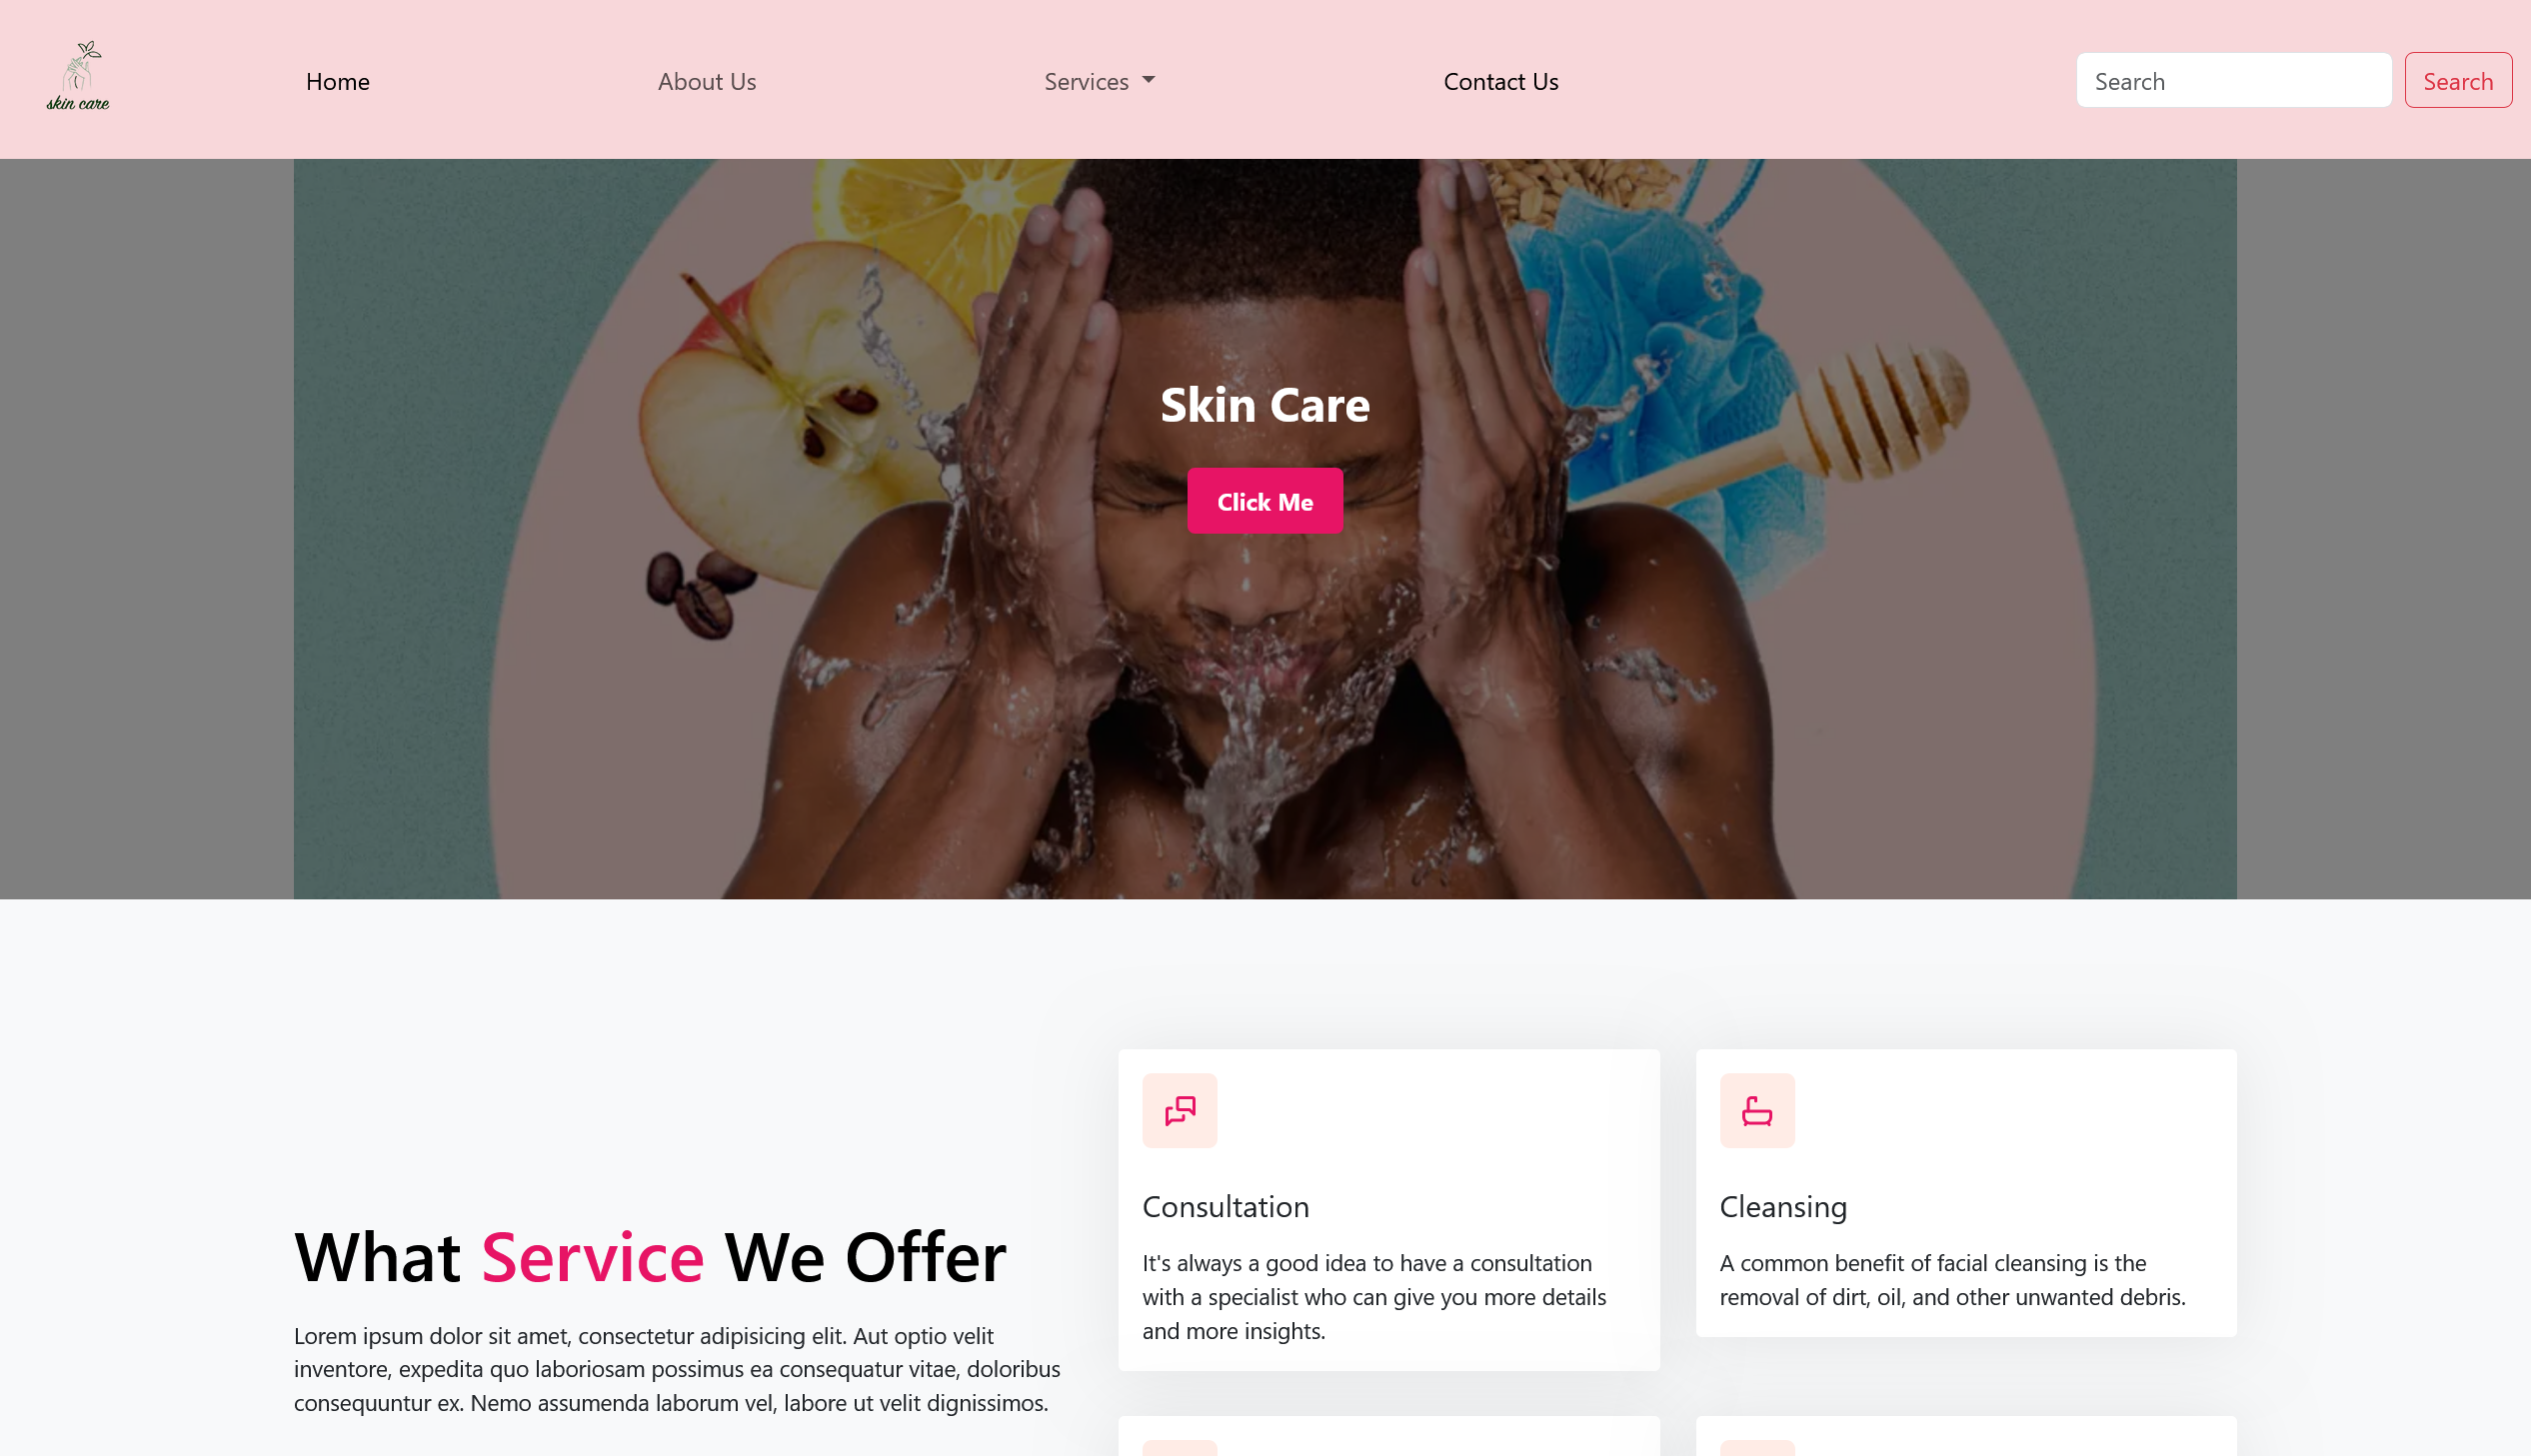 skin care
Home
About Us
Services
Contact Us
Search
Search
Skin Care
Click Me
What Service We Offer
Lorem ipsum dolor sit amet, consectetur adipisicing elit. Aut optio velit
inventore, expedita quo laboriosam possimus ea consequatur vitae, doloribus
consequuntur ex. Nemo assumenda laborum vel, labore ut velit dignissimos.
Consultation
It's always a good idea to have a consultation
with a specialist who can give you more details
and more insights.
Cleansing
A common benefit of facial cleansing is the
removal of dirt, oil, and other unwanted debris.